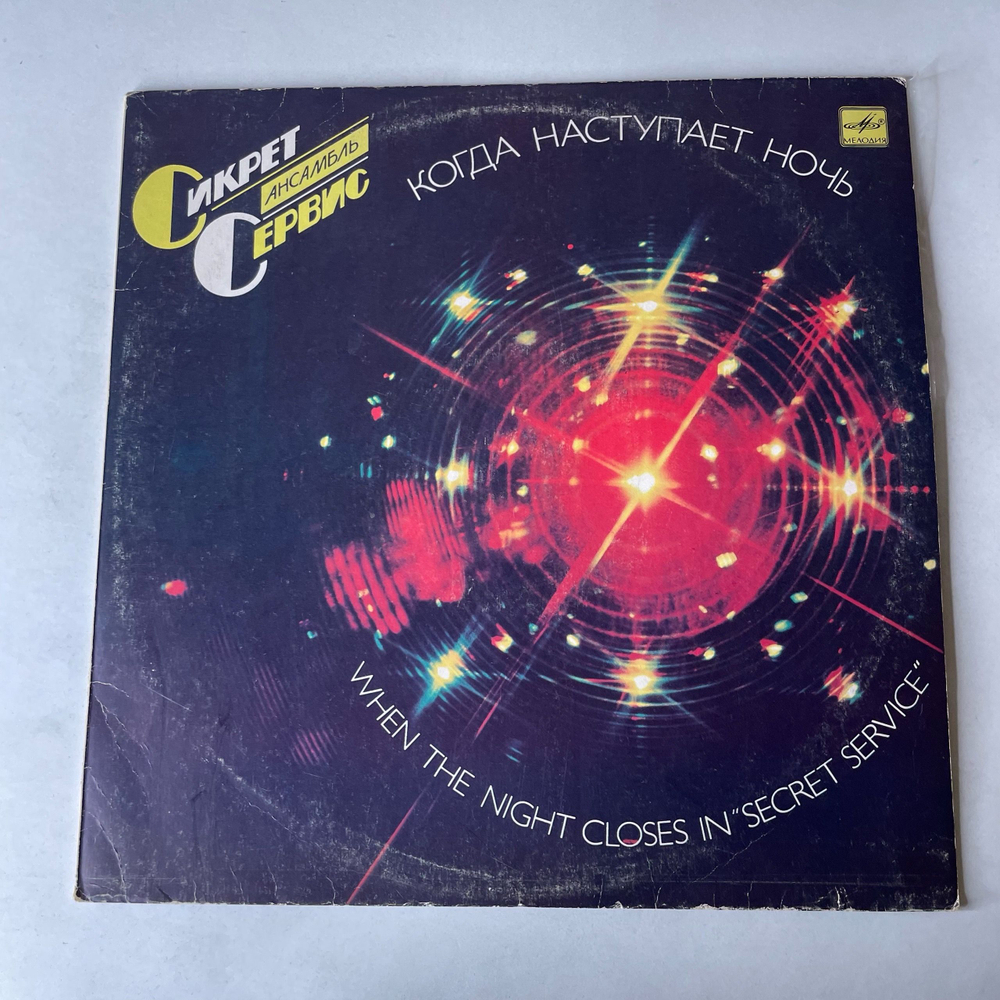 СИКРЕТ
АНСАМБЛЬ
СЕРВИС
КОГДА НАСТУПАЕТ НОЧЬ
МЕЛОДИЯ
WHEN THE NIGHT CLOSES IN "SECRET SERVICE"